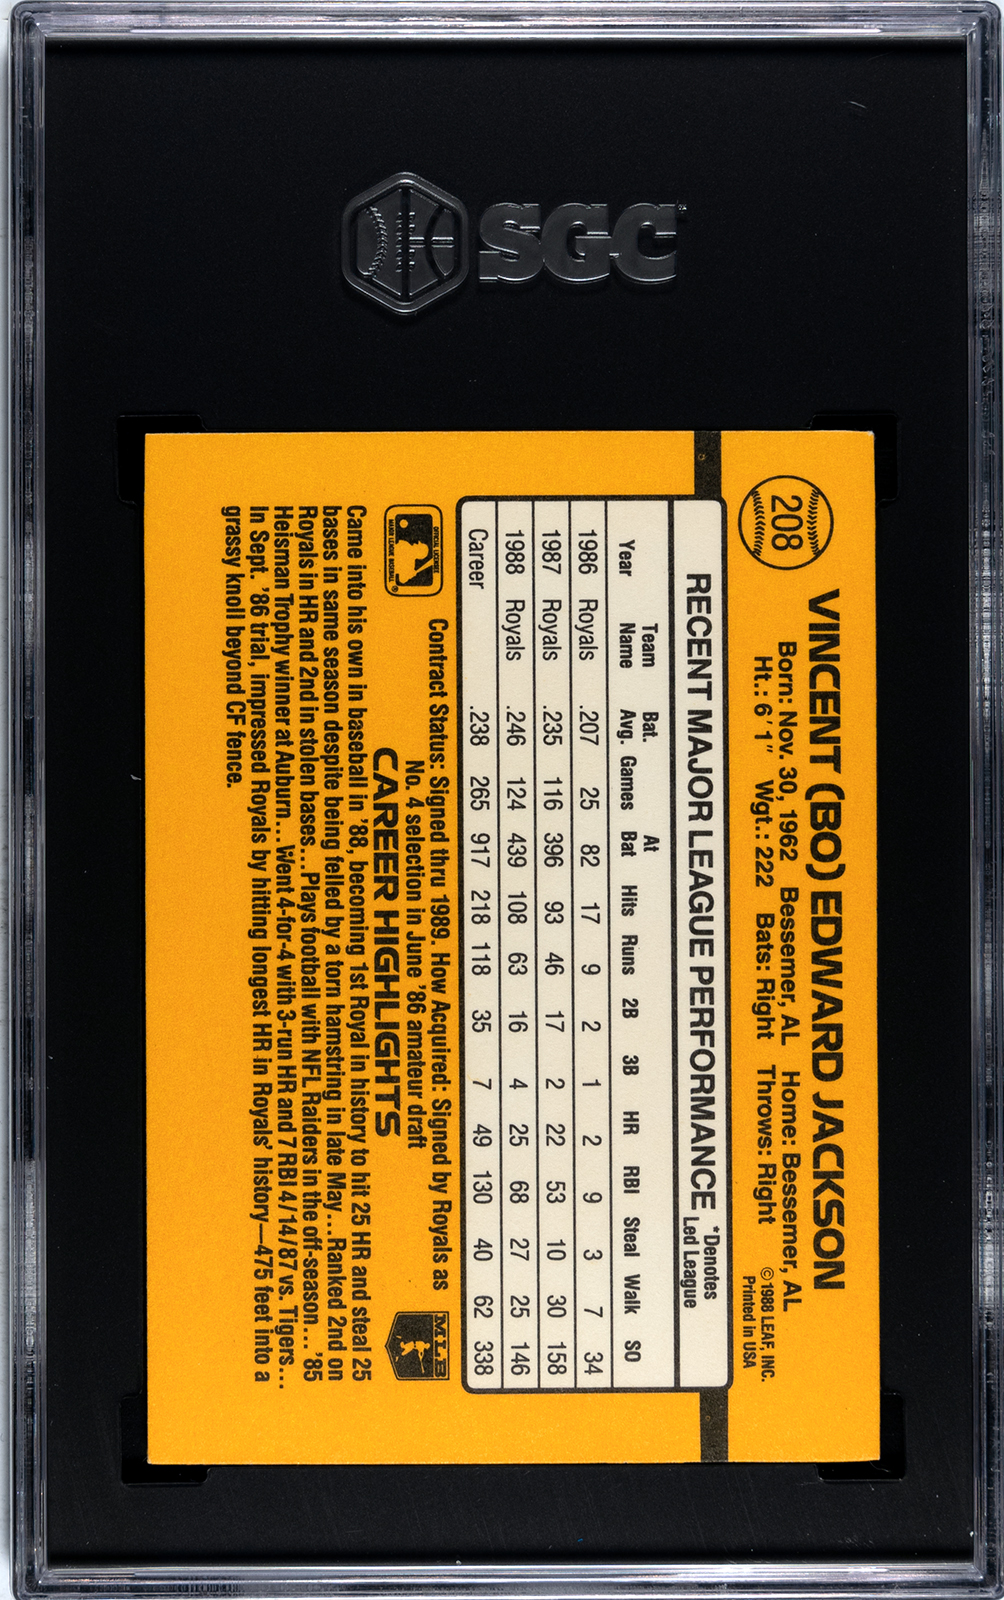 SGC
208
VINCENT (BO) EDWARD JACKSON
Born: Nov. 30, 1962 Bessemer, AL Home: Bessemer, AL
Ht.: 6'1" Wgt.: 222 Bats: Right Throws: Right
© 1988 LEAF, INC.
Printed in USA
RECENT MAJOR LEAGUE PERFORMANCE *Denotes Led League
Year Team Name Bat. Avg. Games At Bat Hits Runs 2B 3B HR RBI Steal Walk SO
1986 Royals .207 25 82 17 9 2 1 2 9 3 7 34
1987 Royals .235 116 396 93 46 17 2 22 53 10 30 158
1988 Royals .246 124 439 108 63 16 4 25 68 27 25 146
Career .238 265 917 218 118 35 7 49 130 40 62 338
OFFICIAL LICENSEE
MAJOR LEAGUE BASEBALL
Contract Status: Signed thru 1989. How Acquired: Signed by Royals as
No. 4 selection in June '86 amateur draft
MLB
CAREER HIGHLIGHTS
Came into his own in baseball in '88, becoming 1st Royal in history to hit 25 HR and steal 25
bases in same season despite being felled by a torn hamstring in late May... Ranked 2nd on
Royals in HR and 2nd in stolen bases... Plays football with NFL Raiders in the off-season... '85
Heisman Trophy winner at Auburn... Went 4-for-4 with 3-run HR and 7 RBI 4/14/87 vs. Tigers...
In Sept. '86 trial, impressed Royals by hitting longest HR in Royals' history—475 feet into a
grassy knoll beyond CF fence.